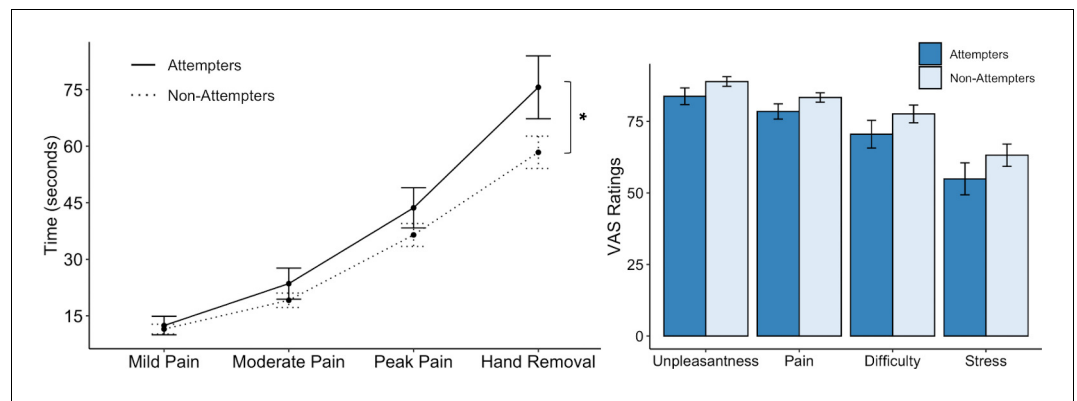 Attempters
Non-Attempters
75
60
45
30
15
Time (seconds)
*
Mild Pain
Moderate Pain
Peak Pain
Hand Removal
Attempters
Non-Attempters
75
50
25
0
VAS Ratings
Unpleasantness
Pain
Difficulty
Stress